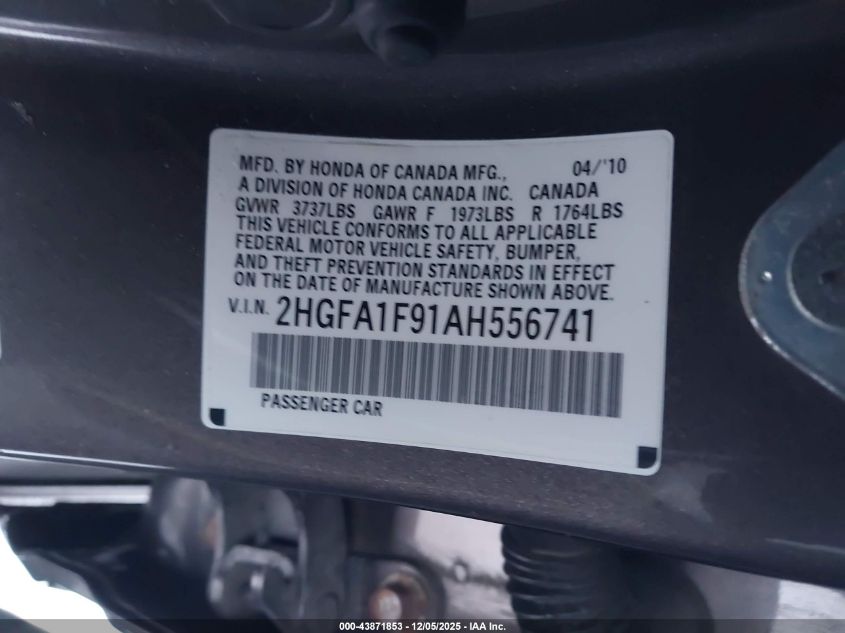 MFD. BY HONDA OF CANADA MFG., 04/'10
A DIVISION OF HONDA CANADA INC. CANADA
GVWR 3737LBS GAWR F 1973LBS R 1764LBS
THIS VEHICLE CONFORMS TO ALL APPLICABLE
FEDERAL MOTOR VEHICLE SAFETY, BUMPER,
AND THEFT PREVENTION STANDARDS IN EFFECT
ON THE DATE OF MANUFACTURE SHOWN ABOVE.
V.I.N. 2HGFA1F91AH556741
PASSENGER CAR
000-43871853 - 12/05/2025 - IAA Inc.